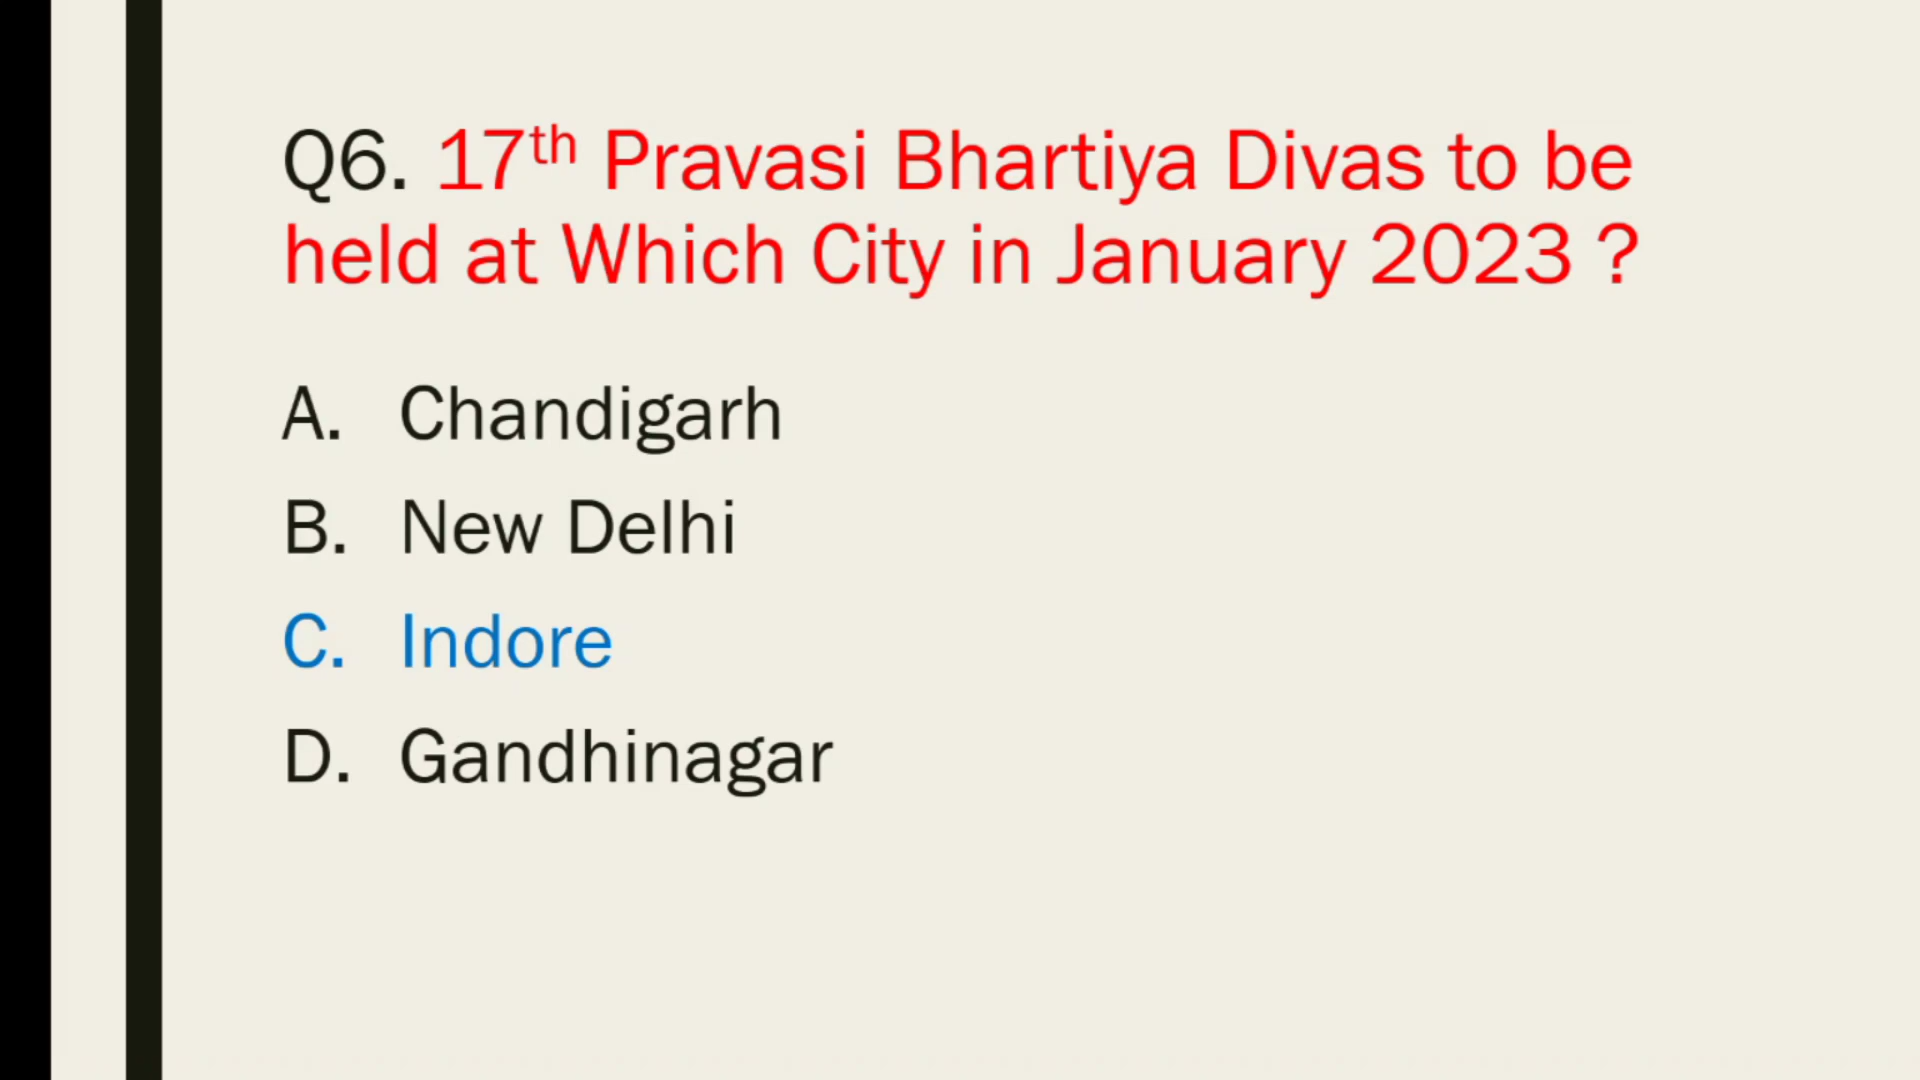 Q6. 17th Pravasi Bhartiya Divas to be
held at Which City in January 2023 ?
A. Chandigarh
B. New Delhi
C. Indore
D. Gandhinagar